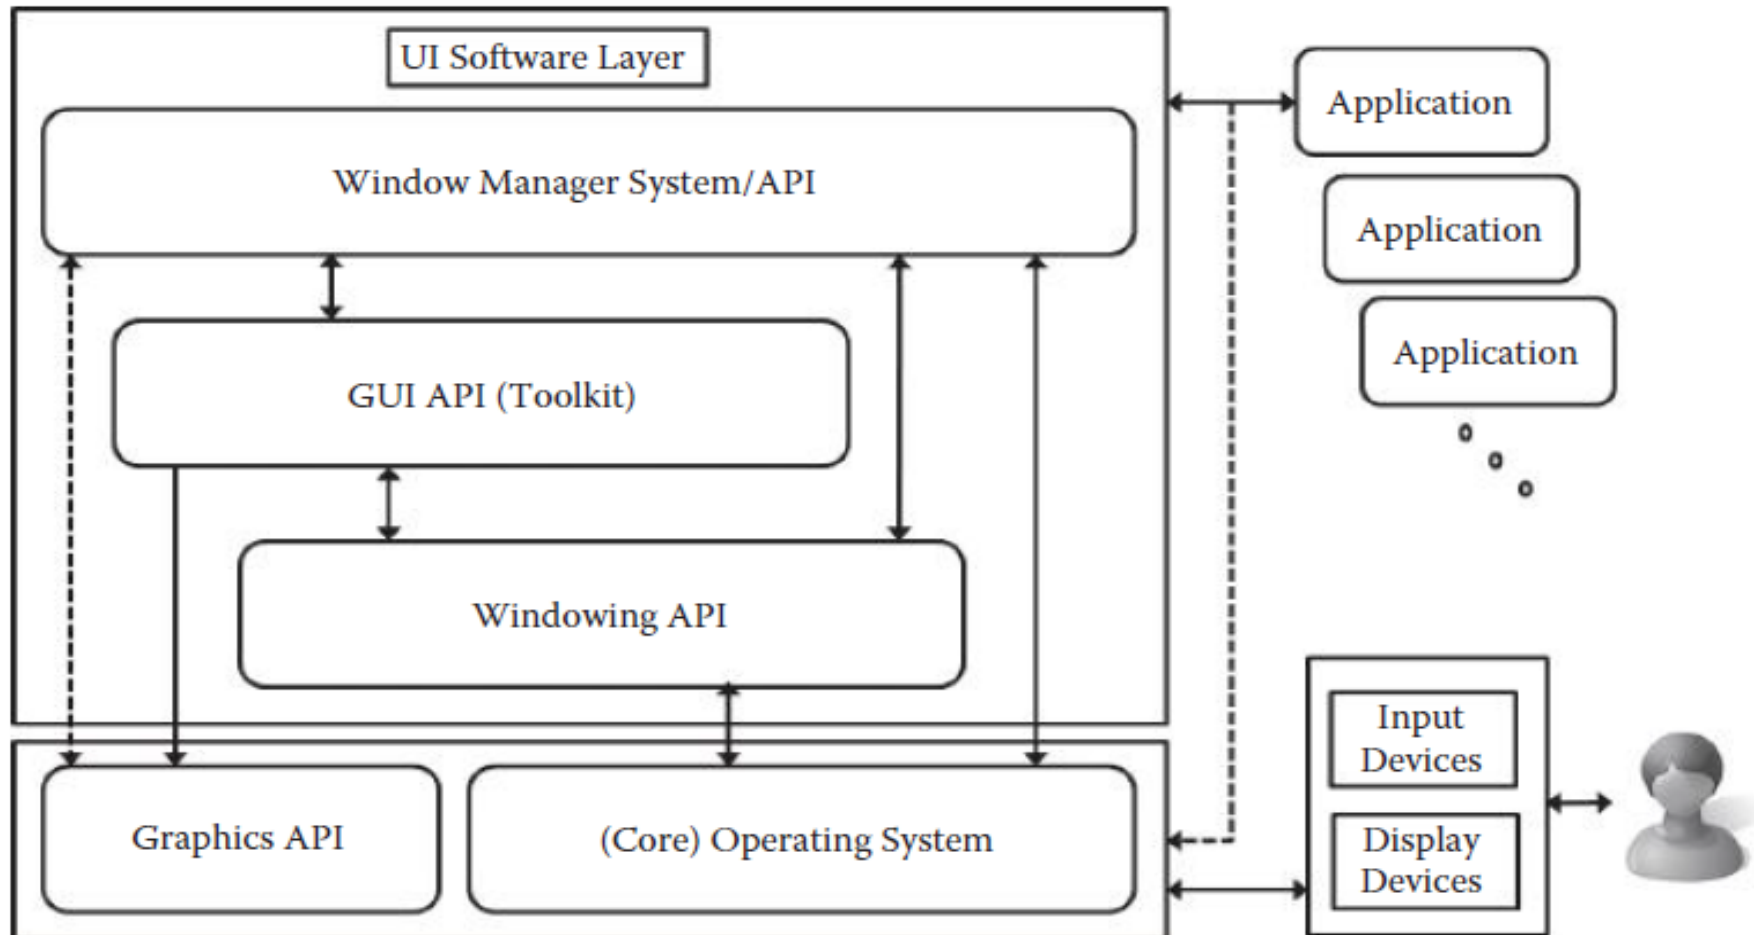 UI Software Layer
Window Manager System/API
GUI API (Toolkit)
Windowing API
Graphics API
(Core) Operating System
Application
Application
Application
Input
Devices
Display
Devices